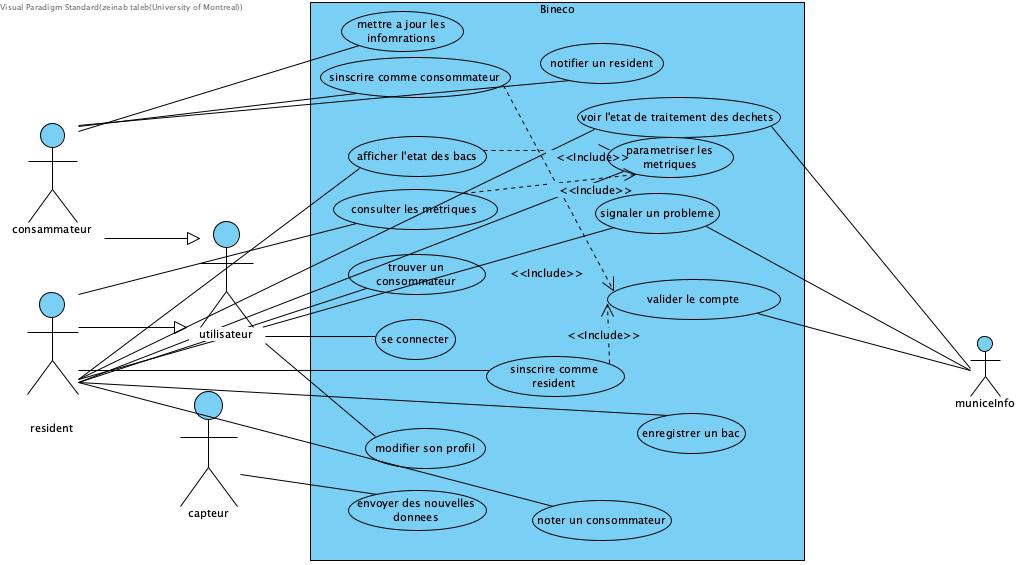 Visual Paradigm Standard(zeinab taleb(University of Montreal))
Bineco
mettre a jour les
infomrations
sinscrire comme consommateur
notifier un resident
voir l'etat de traitement des dechets
afficher l'etat des bacs
<<Include>>
parametriser les
metriques
<<Include>>
consulter les metriques
signaler un probleme
consammateur
trouver un
consommateur
<<Include>>
valider le compte
utilisateur
se connecter
<<Include>>
sinscrire comme
resident
municeInfo
resident
enregistrer un bac
modifier son profil
capteur
envoyer des nouvelles
donnees
noter un consommateur